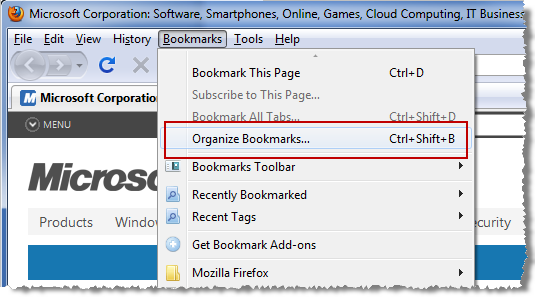 Microsoft Corporation: Software, Smartphones, Online, Games, Cloud Computing, IT Business
File Edit View History Bookmarks Tools Help
Bookmark This Page Ctrl+D
Subscribe to This Page...
Microsoft Corporation
Bookmark All Tabs... Ctrl+Shift+D
MENU
Organize Bookmarks... Ctrl+Shift+B
Bookmarks Toolbar
Microso
Recently Bookmarked
Recent Tags
Products Window
Get Bookmark Add-ons
Mozilla Firefox